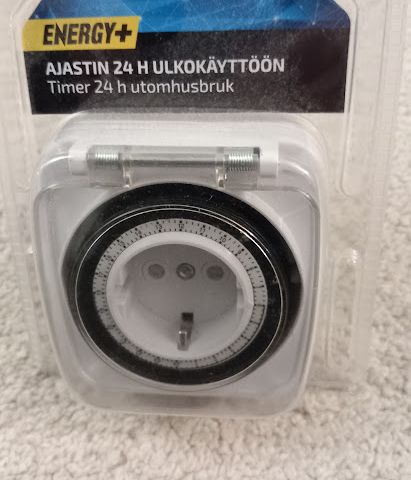 ENERGY+
AJASTIN 24 H ULKOKÄYTTÖÖN
Timer 24 h utomhusbruk